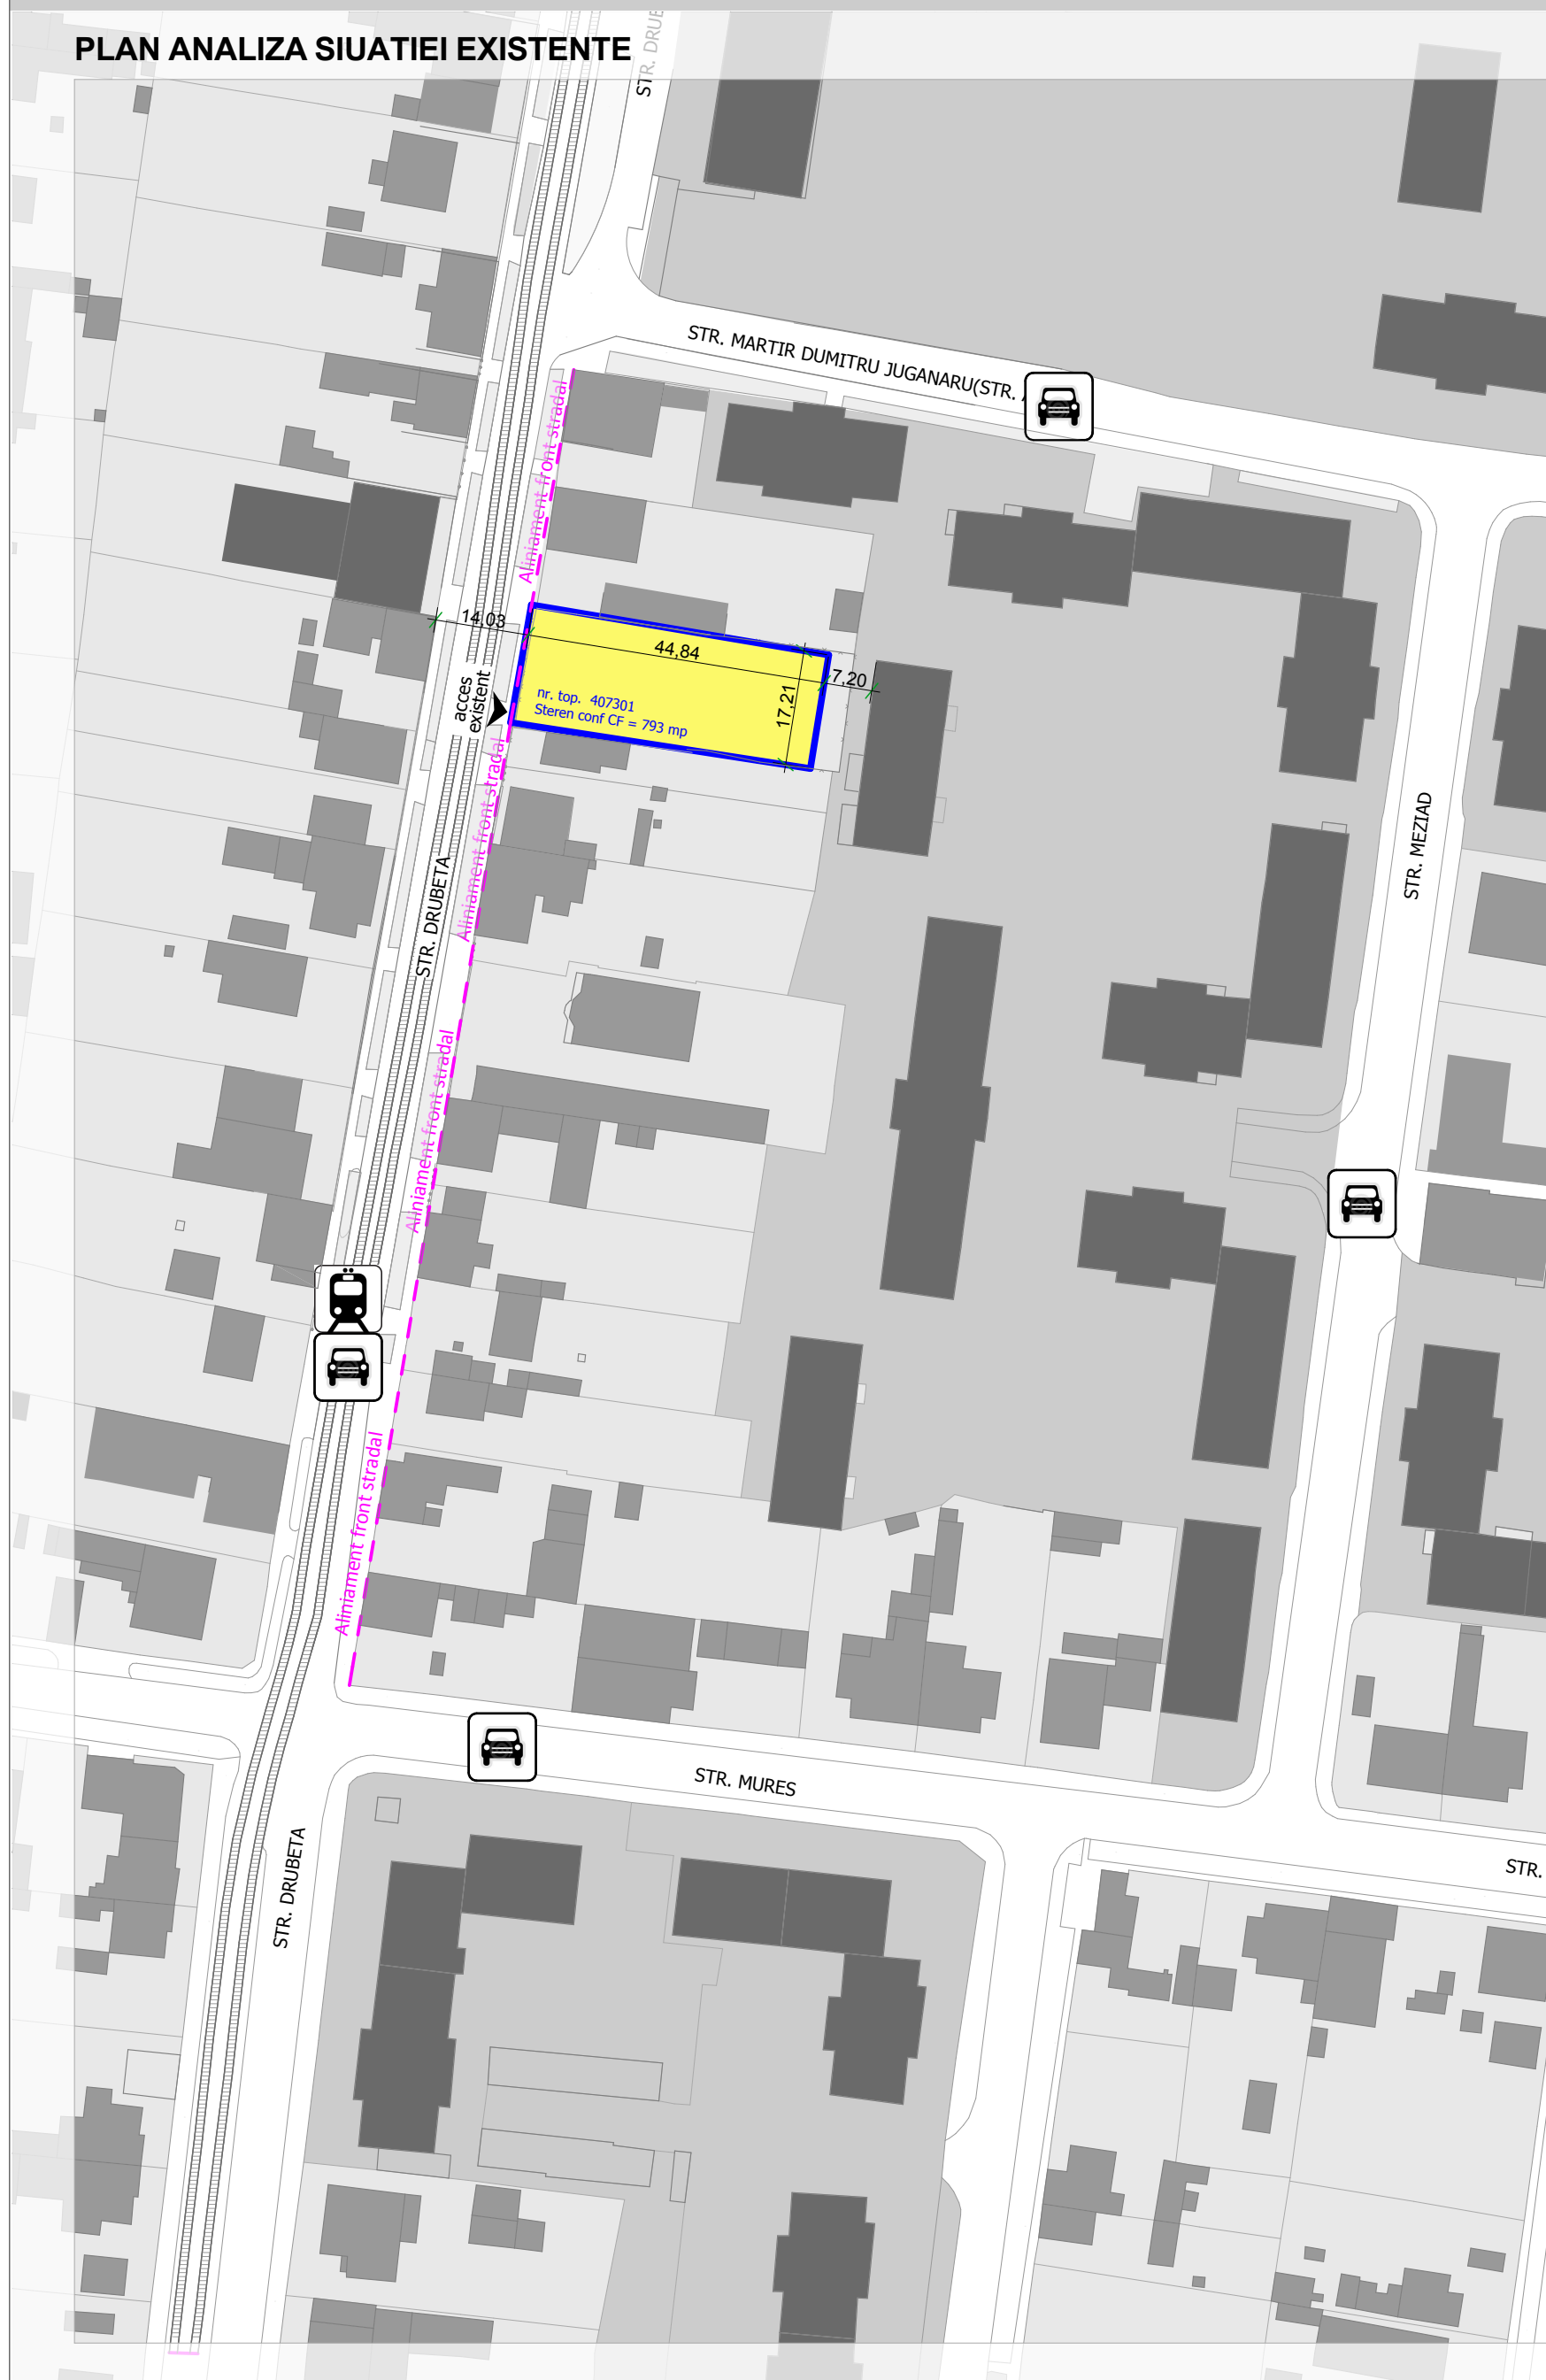 PLAN ANALIZA SIUATIEI EXISTENTE
STR. DRUB
STR. MARTIR DUMITRU JUGANARU(STR.
Aliniament front stradal
14,03
44,84
7,20
17,21
nr. top. 407301
Steren conf CF = 793 mp
acces
existent
Aliniament front stradal
STR. DRUBETA
STR. MEZIAD
Aliniament front stradal
Aliniament front stradal
STR. MURES
STR. DRUBETA
STR.